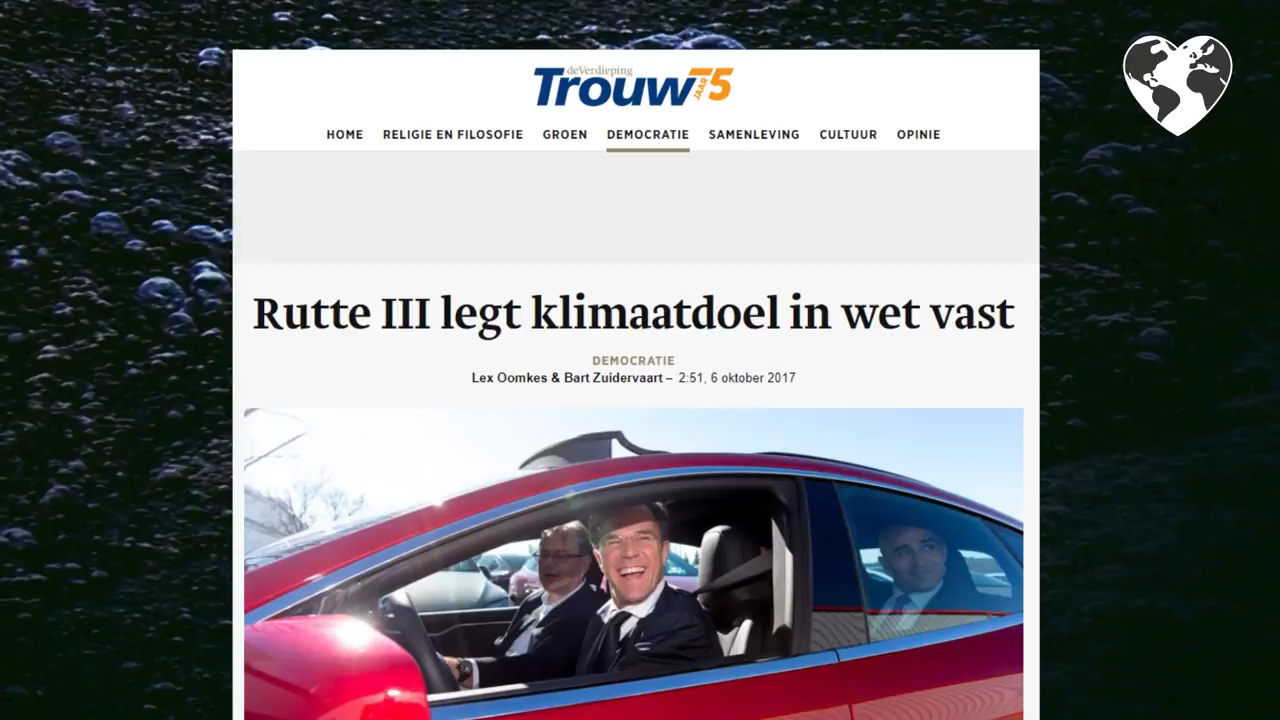 deVerdieping
Trouw 75
JAAR
HOME RELIGIE EN FILOSOFIE GROEN DEMOCRATIE SAMENLEVING CULTUUR OPINIE
Rutte III legt klimaatdoel in wet vast
DEMOCRATIE
Lex Oomkes & Bart Zuidervaart – 2:51, 6 oktober 2017